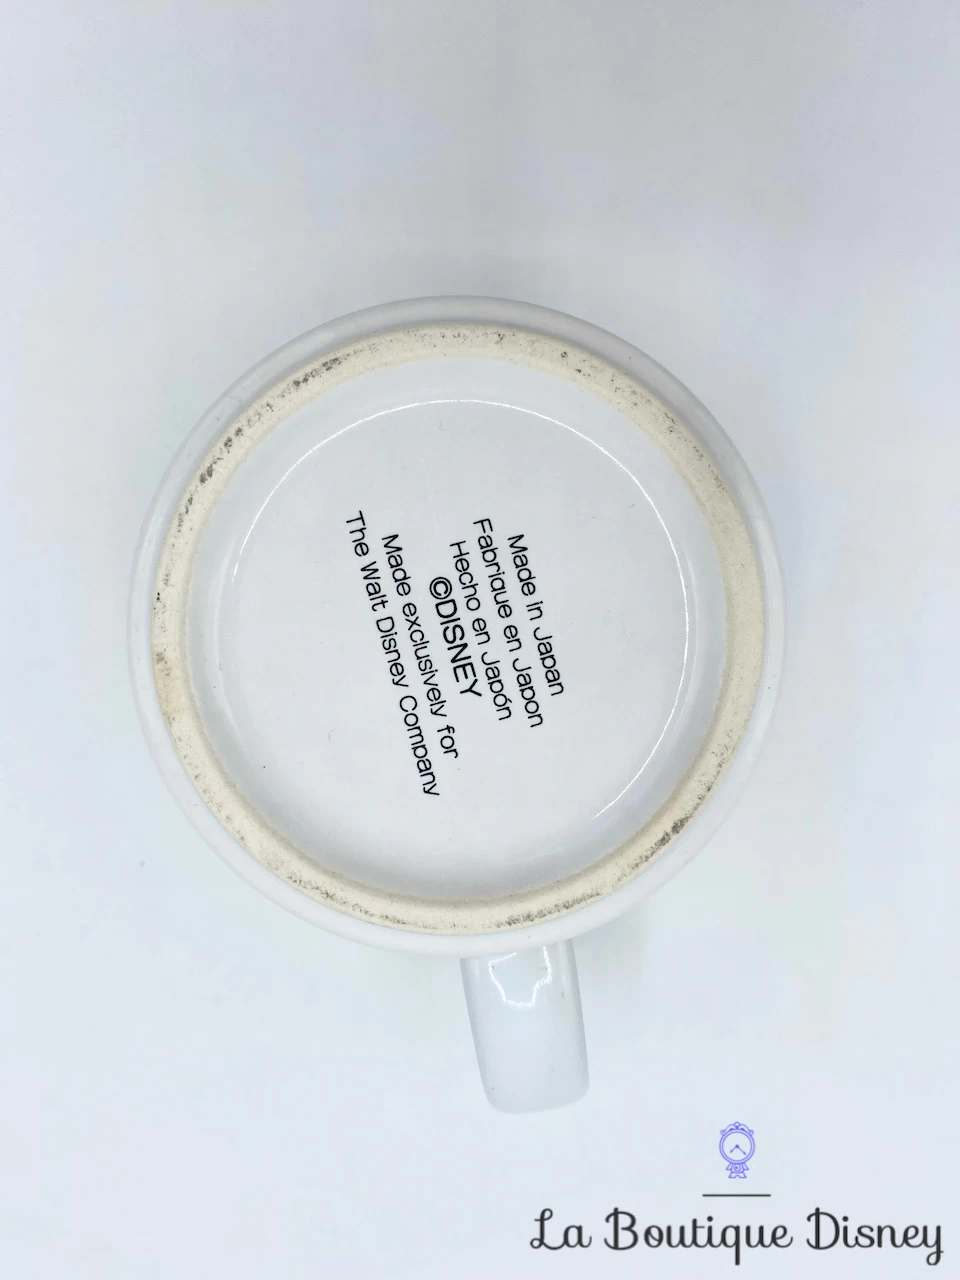 Made in Japan
Fabrique en Japon
Hecho en Japón
©DISNEY
Made exclusively for
The Walt Disney Company
La Boutique Disney